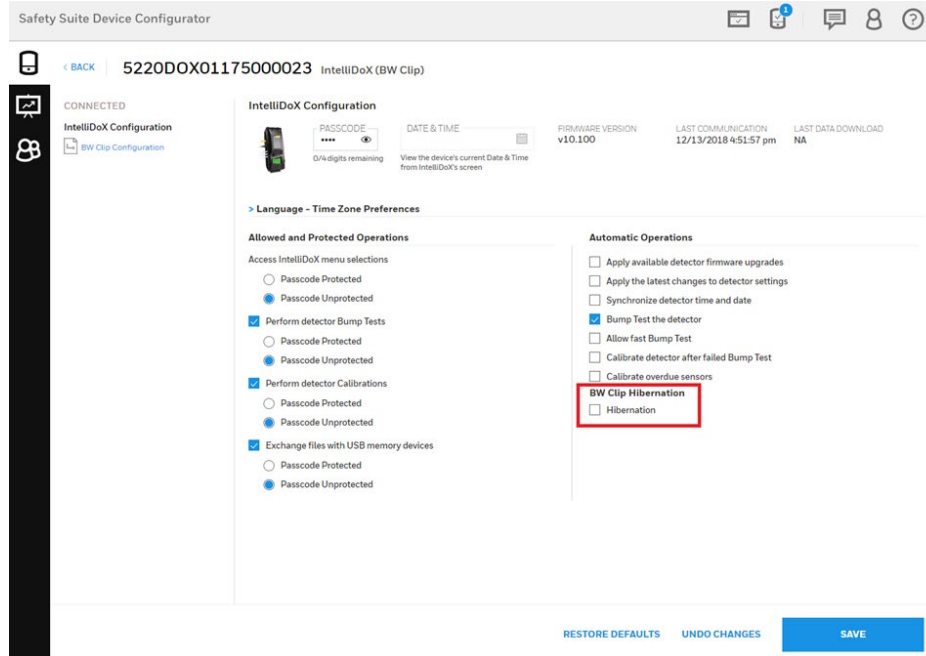 Safety Suite Device Configurator
1
< BACK
5220DOX01175000023 IntelliDoX (BW Clip)
CONNECTED
IntelliDoX Configuration
BW Clip Configuration
IntelliDoX Configuration
PASSCODE
••••
0/4 digits remaining
DATE & TIME
View the device's current Date & Time
from IntelliDoX's screen
FIRMWARE VERSION
v10.100
LAST COMMUNICATION
12/13/2018 4:51:57 pm
LAST DATA DOWNLOAD
NA
> Language - Time Zone Preferences
Allowed and Protected Operations
Access IntelliDoX menu selections
Passcode Protected
Passcode Unprotected
Perform detector Bump Tests
Passcode Protected
Passcode Unprotected
Perform detector Calibrations
Passcode Protected
Passcode Unprotected
Exchange files with USB memory devices
Passcode Protected
Passcode Unprotected
Automatic Operations
Apply available detector firmware upgrades
Apply the latest changes to detector settings
Synchronize detector time and date
Bump Test the detector
Allow fast Bump Test
Calibrate detector after failed Bump Test
Calibrate overdue sensors
BW Clip Hibernation
Hibernation
RESTORE DEFAULTS
UNDO CHANGES
SAVE